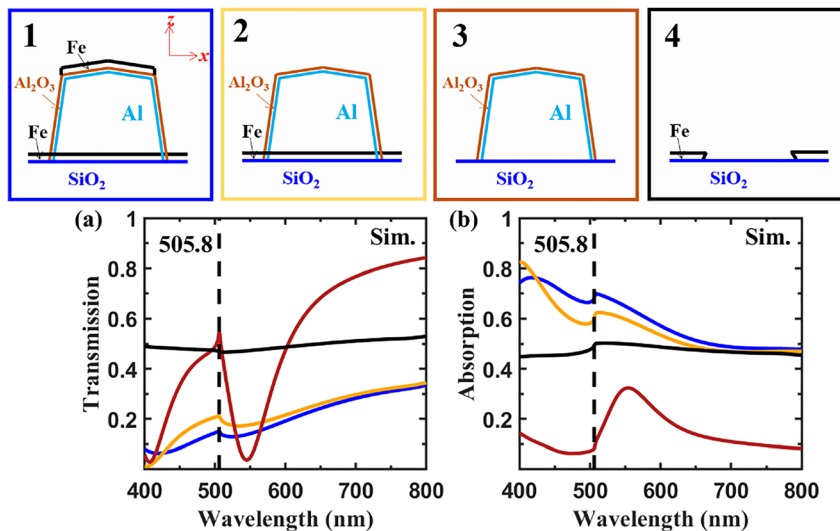 1
z
x
Fe
Al₂O₃
Al
Fe
SiO₂
2
Al₂O₃
Al
Fe
SiO₂
3
Al₂O₃
Al
SiO₂
4
Fe
SiO₂
(a)
505.8
Sim.
Transmission
1
0.8
0.6
0.4
0.2
400 500 600 700 800
Wavelength (nm)
(b)
505.8
Sim.
Absorption
1
0.8
0.6
0.4
0.2
400 500 600 700 800
Wavelength (nm)